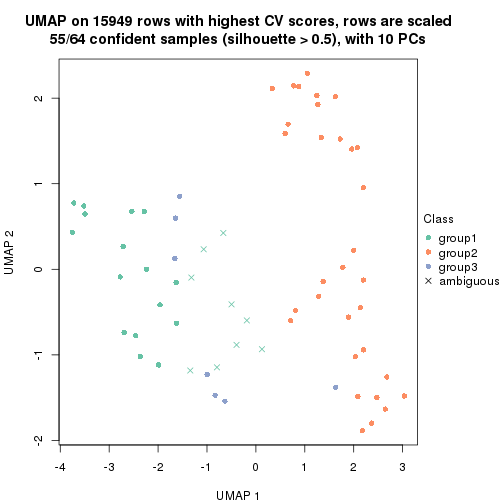 UMAP on 15949 rows with highest CV scores, rows are scaled
55/64 confident samples (silhouette > 0.5), with 10 PCs
UMAP 2
2
1
0
-1
-2
-4
-3
-2
-1
0
1
2
3
UMAP 1
Class
group1
group2
group3
ambiguous